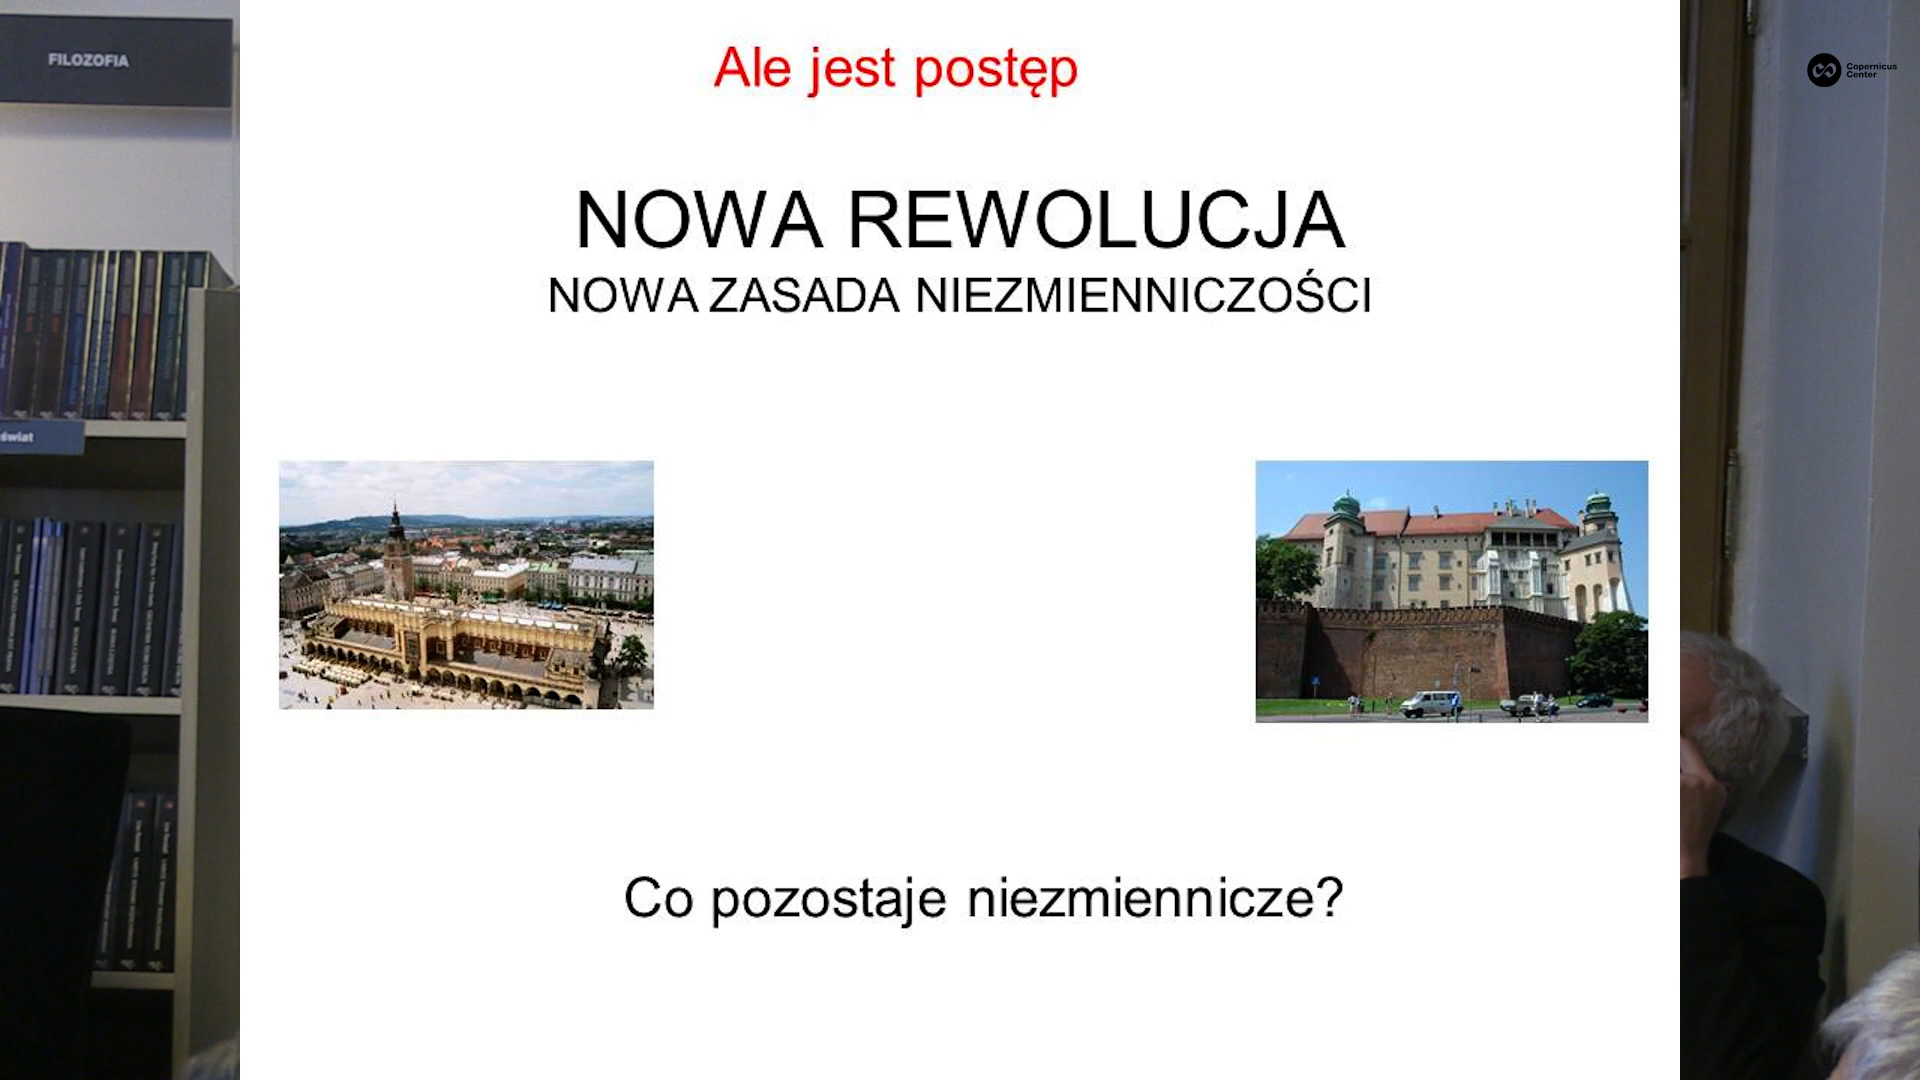 FILOZOFIA
Ale jest postęp
Copernicus
Center
NOWA REWOLUCJA
NOWA ZASADA NIEZMIENNICZOŚCI
świat
Co pozostaje niezmiennicze?